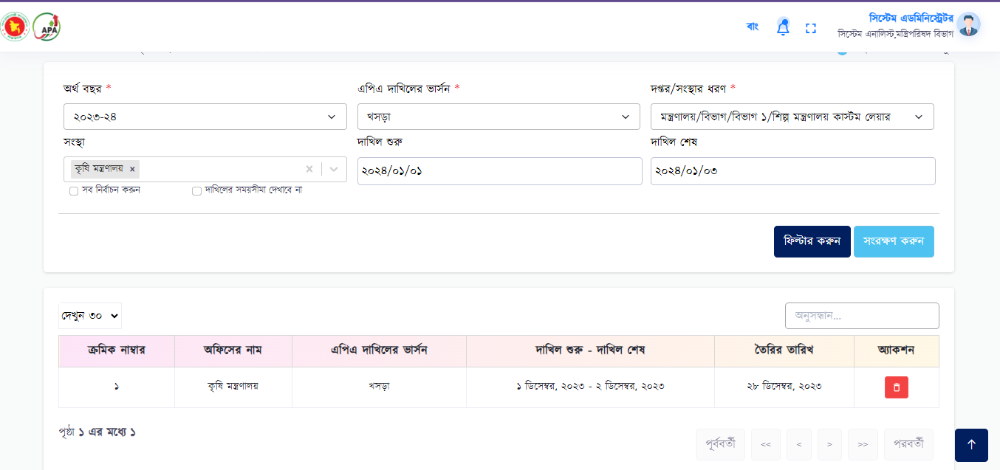 APA
বাং
সিস্টেম এডমিনিস্ট্রেটর
সিস্টেম এনালিস্ট,মন্ত্রিপরিষদ বিভাগ
অর্থ বছর * এপিএ দাখিলের ভার্সন * দপ্তর/সংস্থার ধরণ *
২০২৩-২৪ খসড়া মন্ত্রণালয়/বিভাগ/বিভাগ ১/শিল্প মন্ত্রণালয় কাস্টম লেয়ার
সংস্থা দাখিল শুরু দাখিল শেষ
কৃষি মন্ত্রণালয় × ২০২৪/০১/০১ ২০২৪/০১/০৩
সব নির্বাচন করুন দাখিলের সময়সীমা দেখাবে না
ফিল্টার করুন সংরক্ষণ করুন
দেখুন ৩০ অনুসন্ধান...
ক্রমিক নাম্বার অফিসের নাম এপিএ দাখিলের ভার্সন দাখিল শুরু - দাখিল শেষ তৈরির তারিখ অ্যাকশন
১ কৃষি মন্ত্রণালয় খসড়া ১ ডিসেম্বর, ২০২৩ - ২ ডিসেম্বর, ২০২৩ ২৮ ডিসেম্বর, ২০২৩
পৃষ্ঠা ১ এর মধ্যে ১
পূর্ববর্তী << < > >> পরবর্তী